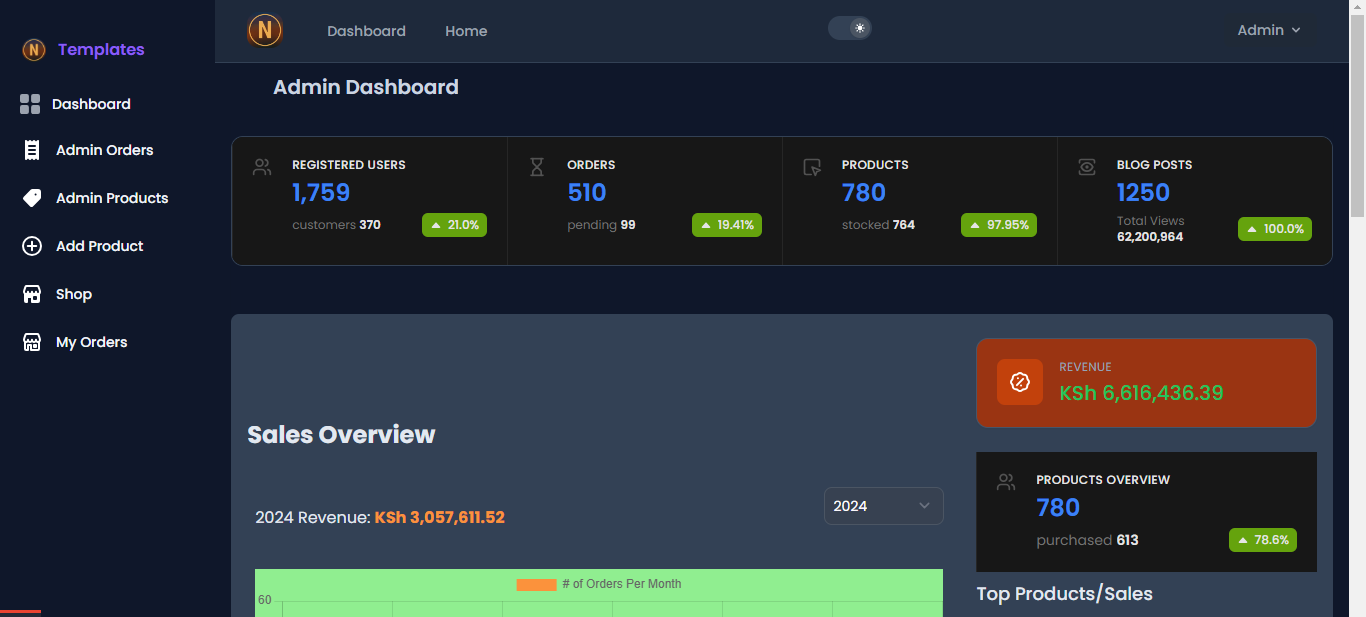 N Templates
Dashboard
Admin Orders
Admin Products
Add Product
Shop
My Orders
N Dashboard Home Admin
Admin Dashboard
REGISTERED USERS
1,759
customers 370 21.0%
ORDERS
510
pending 99 19.41%
PRODUCTS
780
stocked 764 97.95%
BLOG POSTS
1250
Total Views
62,200,964 100.0%
Sales Overview
2024 Revenue: KSh 3,057,611.52 2024
# of Orders Per Month
60
REVENUE
KSh 6,616,436.39
PRODUCTS OVERVIEW
780
purchased 613 78.6%
Top Products/Sales